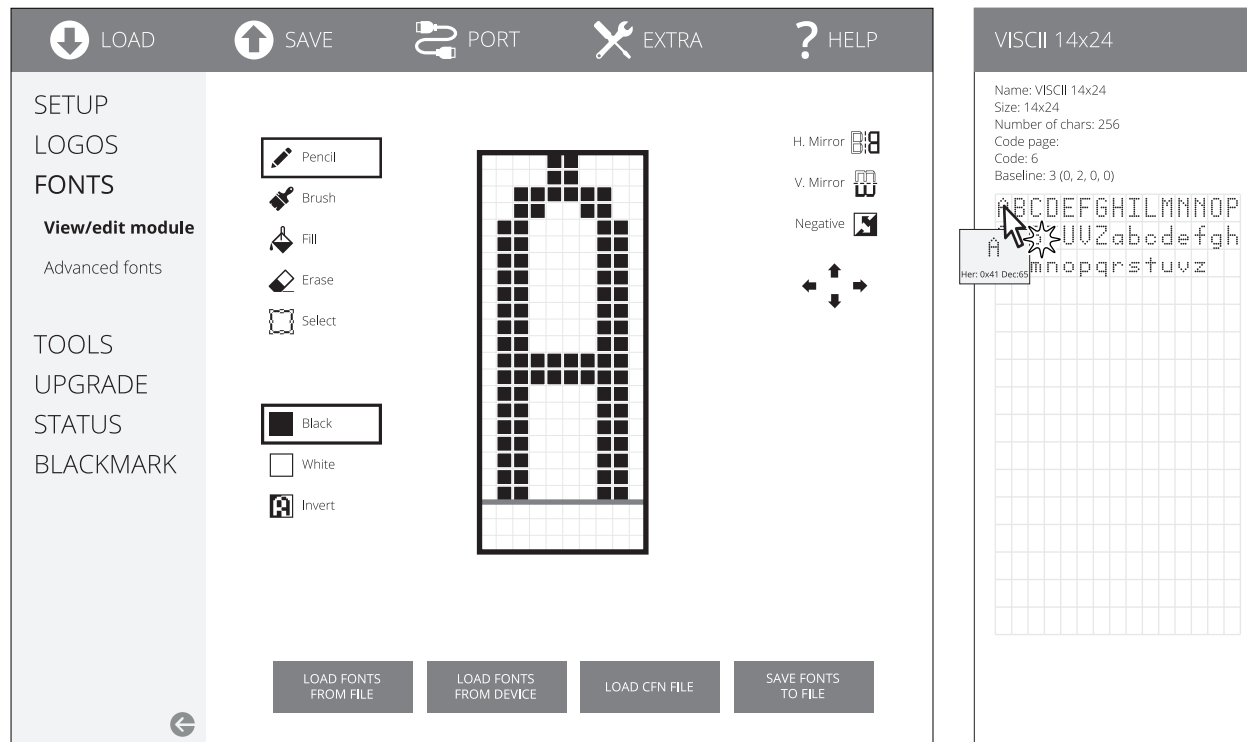 LOAD
SAVE
PORT
EXTRA
HELP
SETUP
LOGOS
FONTS
View/edit module
Advanced fonts
TOOLS
UPGRADE
STATUS
BLACKMARK
Pencil
Brush
Fill
Erase
Select
Black
White
Invert
H. Mirror
V. Mirror
Negative
LOAD FONTS
FROM FILE
LOAD FONTS
FROM DEVICE
LOAD CFN FILE
SAVE FONTS
TO FILE
VISCII 14x24
Name: VISCII 14x24
Size: 14x24
Number of chars: 256
Code page:
Code: 6
Baseline: 3 (0, 2, 0, 0)
ABCDEFGHILMNNOP
UVZabcdefgh
mnopqrstuvz
A
Her: 0x41 Dec:65